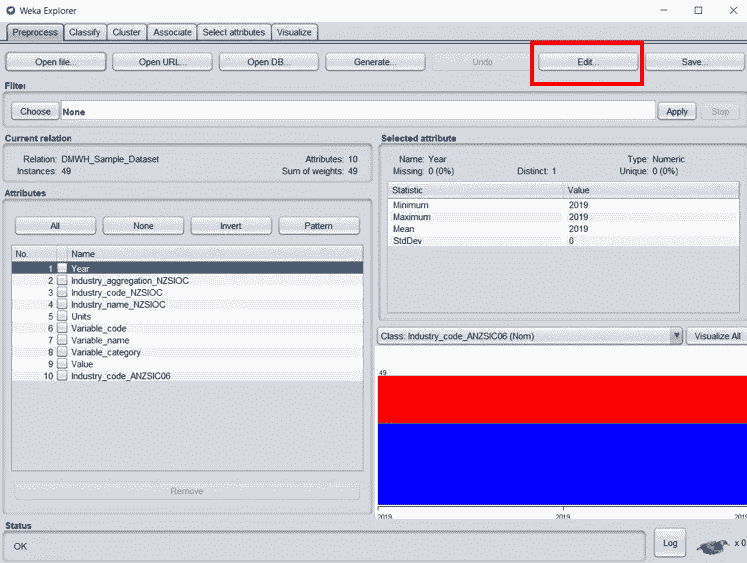 Weka Explorer
Preprocess Classify Cluster Associate Select attributes Visualize
Open file... Open URL... Open DB... Generate... Undo Edit... Save...
Filter
Choose None Apply Stop
Current relation
Relation: DMWH_Sample_Dataset Attributes: 10
Instances: 49 Sum of weights: 49
Attributes
All None Invert Pattern
No. Name
1 Year
2 Industry_aggregation_NZSIOC
3 Industry_code_NZSIOC
4 Industry_name_NZSIOC
5 Units
6 Variable_code
7 Variable_name
8 Variable_category
9 Value
10 Industry_code_ANZSIC06
Remove
Selected attribute
Name: Year Type: Numeric
Missing: 0 (0%) Distinct: 1 Unique: 0 (0%)
Statistic Value
Minimum 2019
Maximum 2019
Mean 2019
StdDev 0
Class: Industry_code_ANZSIC06 (Nom) Visualize All
49
2019 2019 2019
Status
OK Log x 0